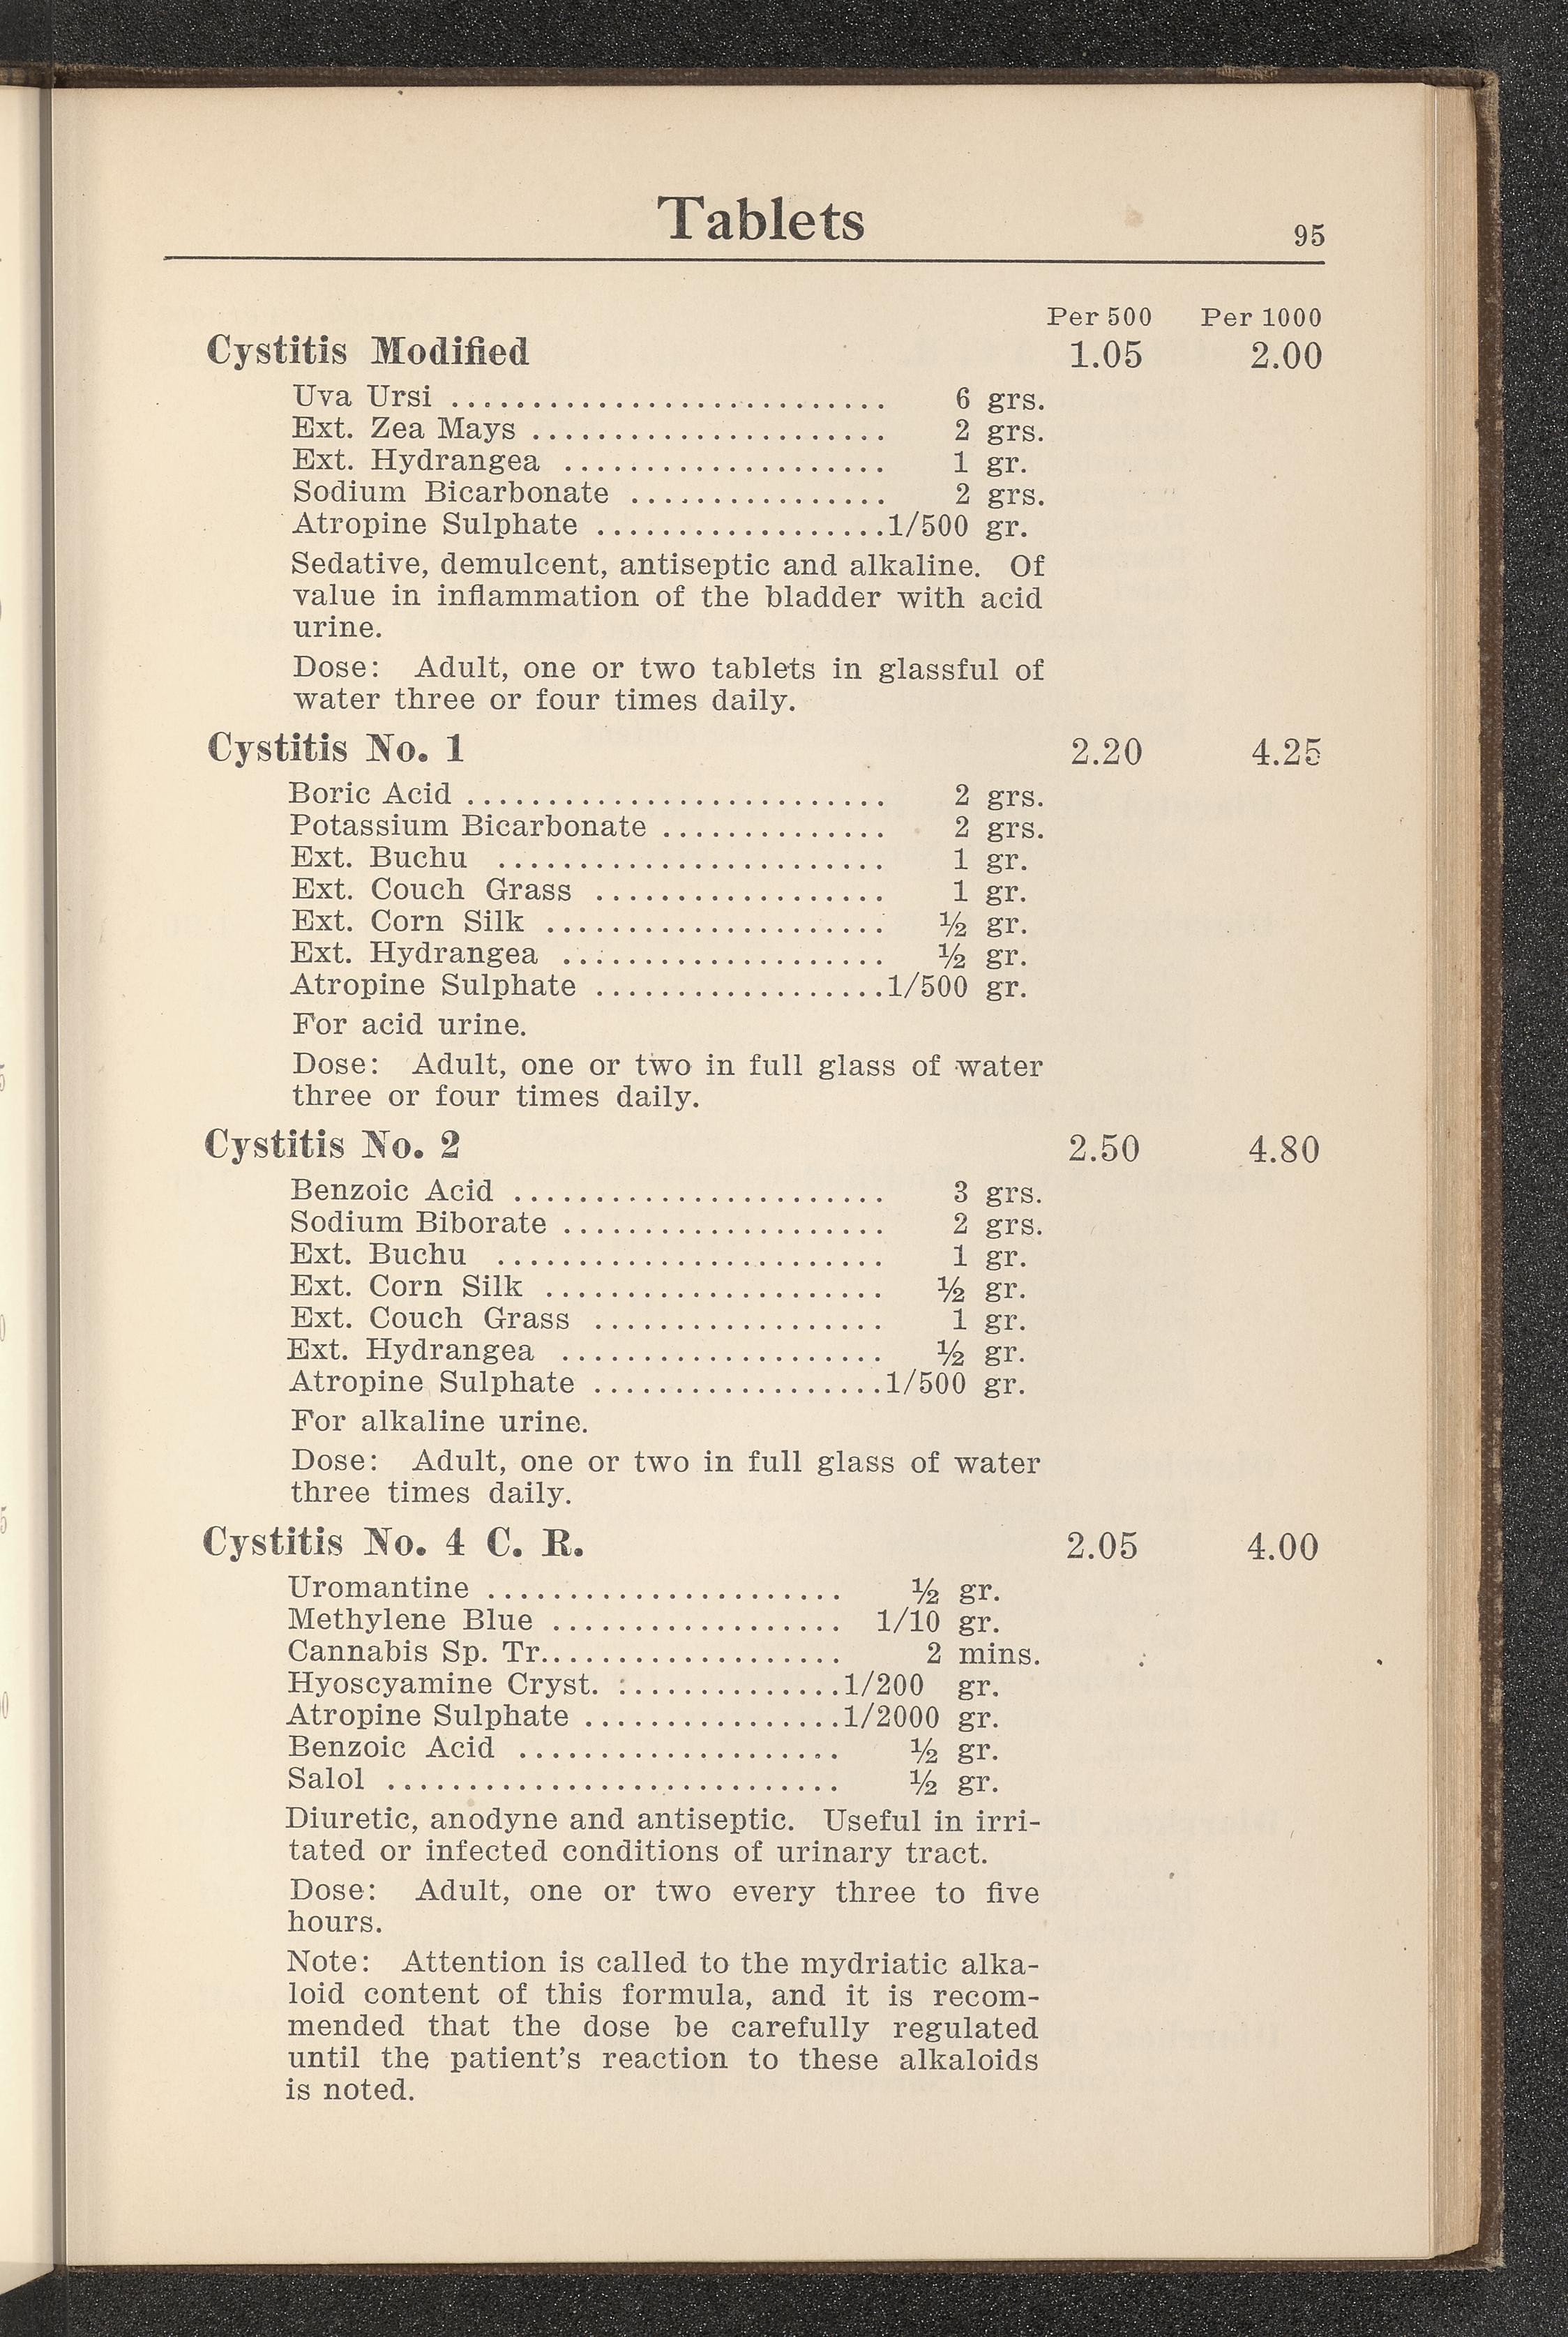 Tablets 95
Per 500 Per 1000
Cystitis Modified 1.05 2.00
Uva Ursi ........................... 6 grs.
Ext. Zea Mays ...................... 2 grs.
Ext. Hydrangea .................... 1 gr.
Sodium Bicarbonate ................ 2 grs.
Atropine Sulphate ..................1/500 gr.
Sedative, demulcent, antiseptic and alkaline. Of
value in inflammation of the bladder with acid
urine.
Dose: Adult, one or two tablets in glassful of
water three or four times daily.
Cystitis No. 1 2.20 4.25
Boric Acid .......................... 2 grs.
Potassium Bicarbonate .............. 2 grs.
Ext. Buchu ........................ 1 gr.
Ext. Couch Grass .................. 1 gr.
Ext. Corn Silk ..................... ½ gr.
Ext. Hydrangea .................... ½ gr.
Atropine Sulphate ..................1/500 gr.
For acid urine.
Dose: Adult, one or two in full glass of water
three or four times daily.
Cystitis No. 2 2.50 4.80
Benzoic Acid ....................... 3 grs.
Sodium Biborate .................... 2 grs.
Ext. Buchu ........................ 1 gr.
Ext. Corn Silk ..................... ½ gr.
Ext. Couch Grass .................. 1 gr.
Ext. Hydrangea .................... ½ gr.
Atropine Sulphate ..................1/500 gr.
For alkaline urine.
Dose: Adult, one or two in full glass of water
three times daily.
Cystitis No. 4 C. R. 2.05 4.00
Uromantine ...................... ½ gr.
Methylene Blue .................. 1/10 gr.
Cannabis Sp. Tr................... 2 mins.
Hyoscyamine Cryst. ..............1/200 gr.
Atropine Sulphate ................1/2000 gr.
Benzoic Acid .................... ½ gr.
Salol ............................ ½ gr.
Diuretic, anodyne and antiseptic. Useful in irri-
tated or infected conditions of urinary tract.
Dose: Adult, one or two every three to five
hours.
Note: Attention is called to the mydriatic alka-
loid content of this formula, and it is recom-
mended that the dose be carefully regulated
until the patient's reaction to these alkaloids
is noted.